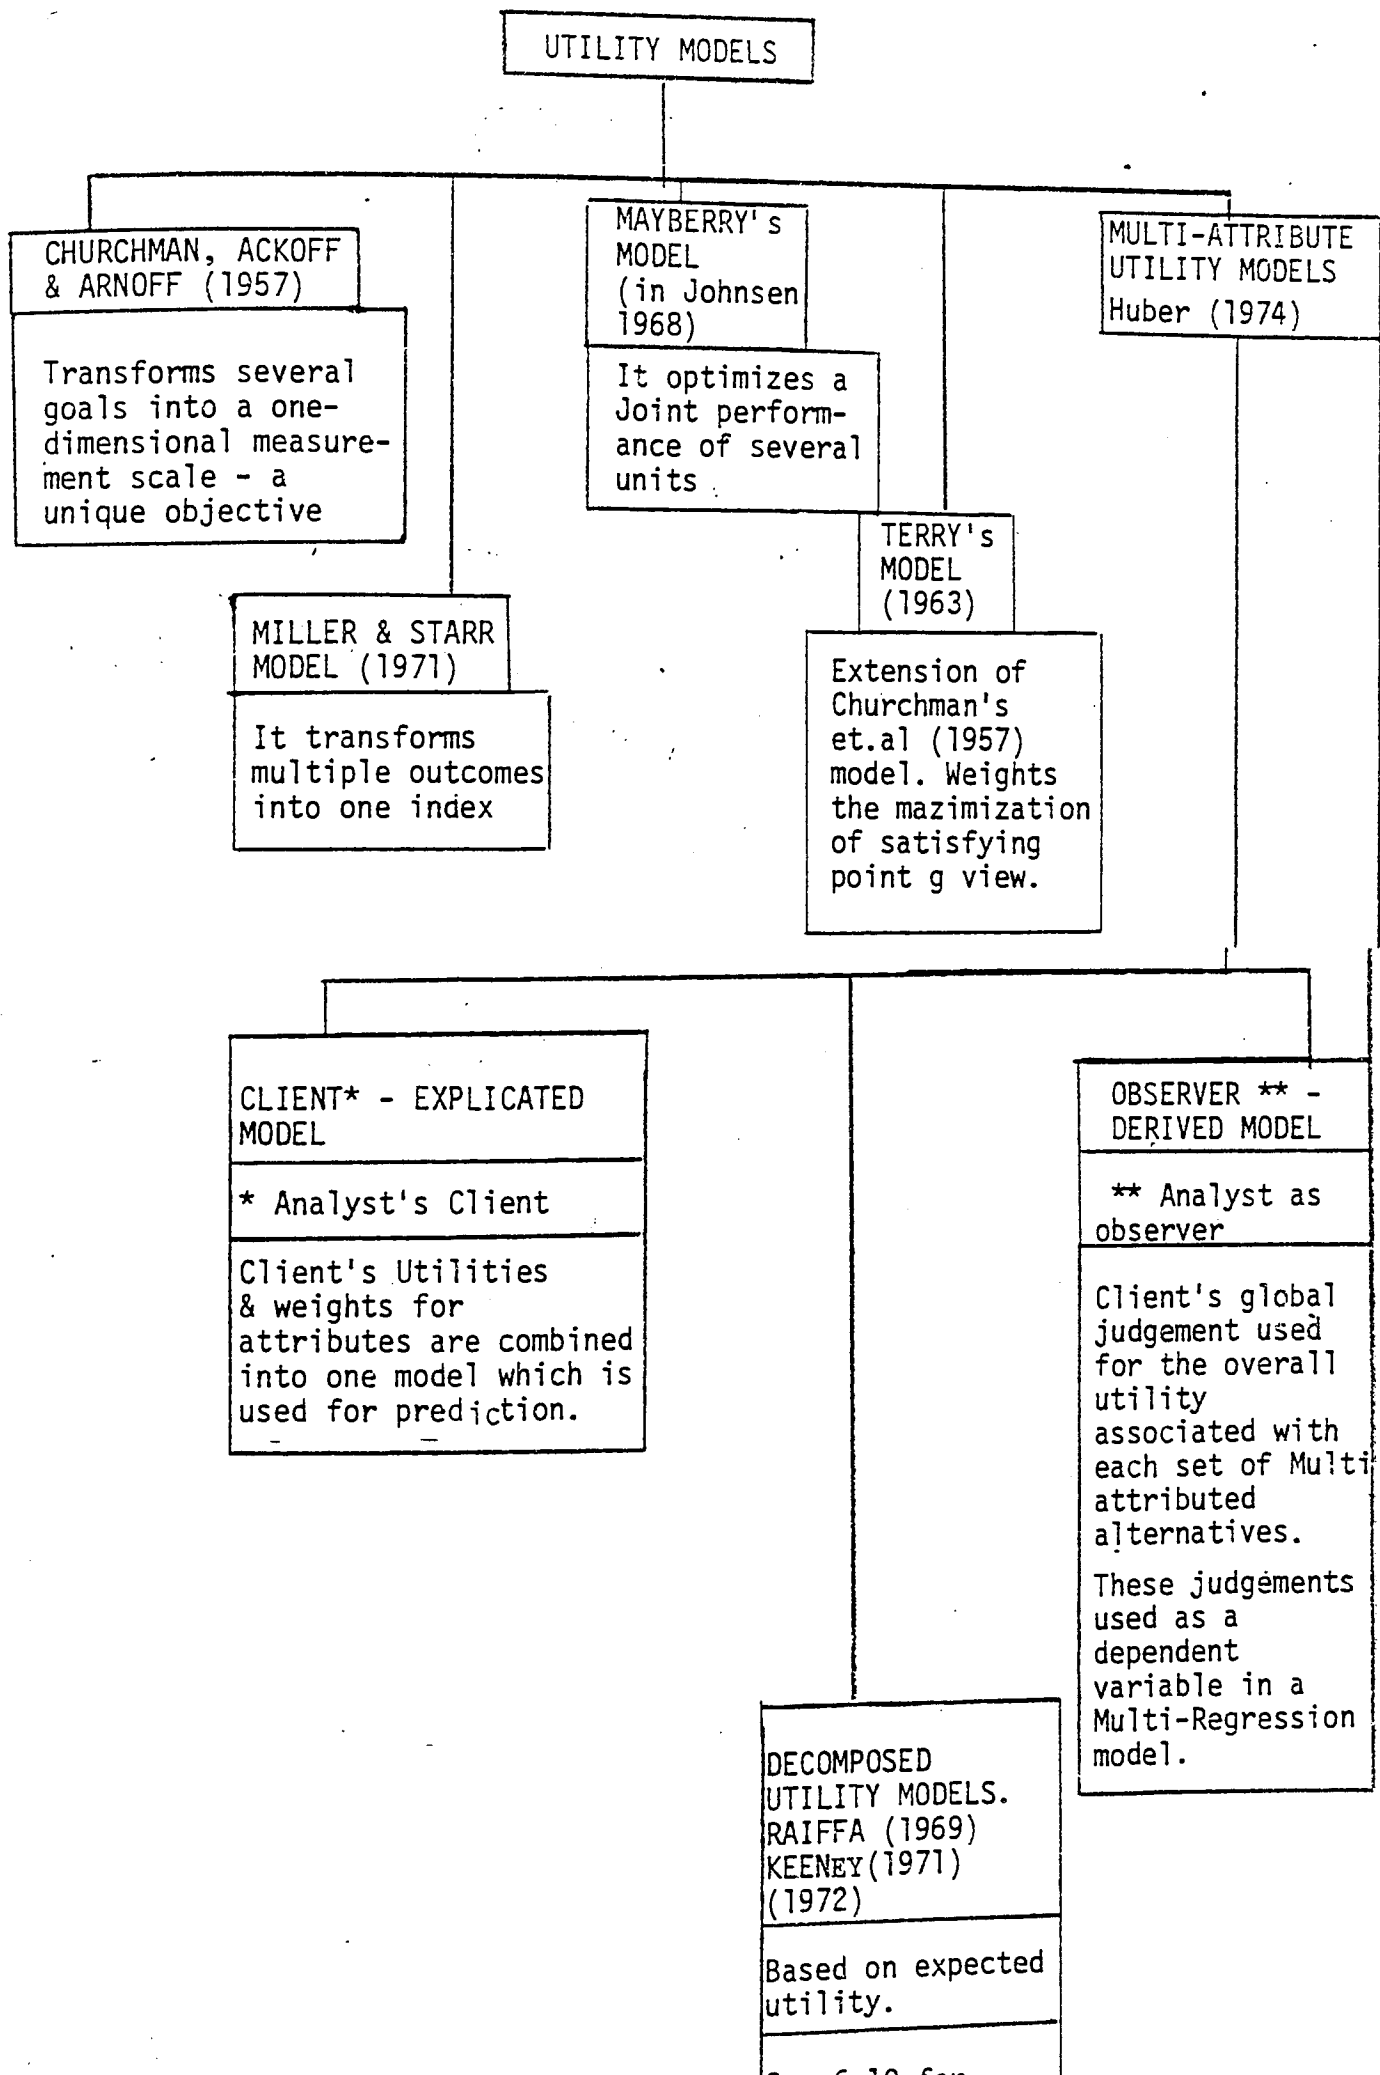 UTILITY MODELS
CHURCHMAN, ACKOFF
& ARNOFF (1957)
Transforms several
goals into a one-
dimensional measure-
ment scale - a
unique objective
MILLER & STARR
MODEL (1971)
It transforms
multiple outcomes
into one index
MAYBERRY's
MODEL
(in Johnsen
1968)
It optimizes a
Joint perform-
ance of several
units
TERRY's
MODEL
(1963)
Extension of
Churchman's
et.al (1957)
model. Weights
the mazimization
of satisfying
point g view.
MULTI-ATTRIBUTE
UTILITY MODELS
Huber (1974)
CLIENT* - EXPLICATED
MODEL
* Analyst's Client
Client's Utilities
& weights for
attributes are combined
into one model which is
used for prediction.
DECOMPOSED
UTILITY MODELS.
RAIFFA (1969)
KEENEY(1971)
(1972)
Based on expected
utility.
OBSERVER ** -
DERIVED MODEL
** Analyst as
observer
Client's global
judgement used
for the overall
utility
associated with
each set of Multi
attributed
alternatives.
These judgements
used as a
dependent
variable in a
Multi-Regression
model.